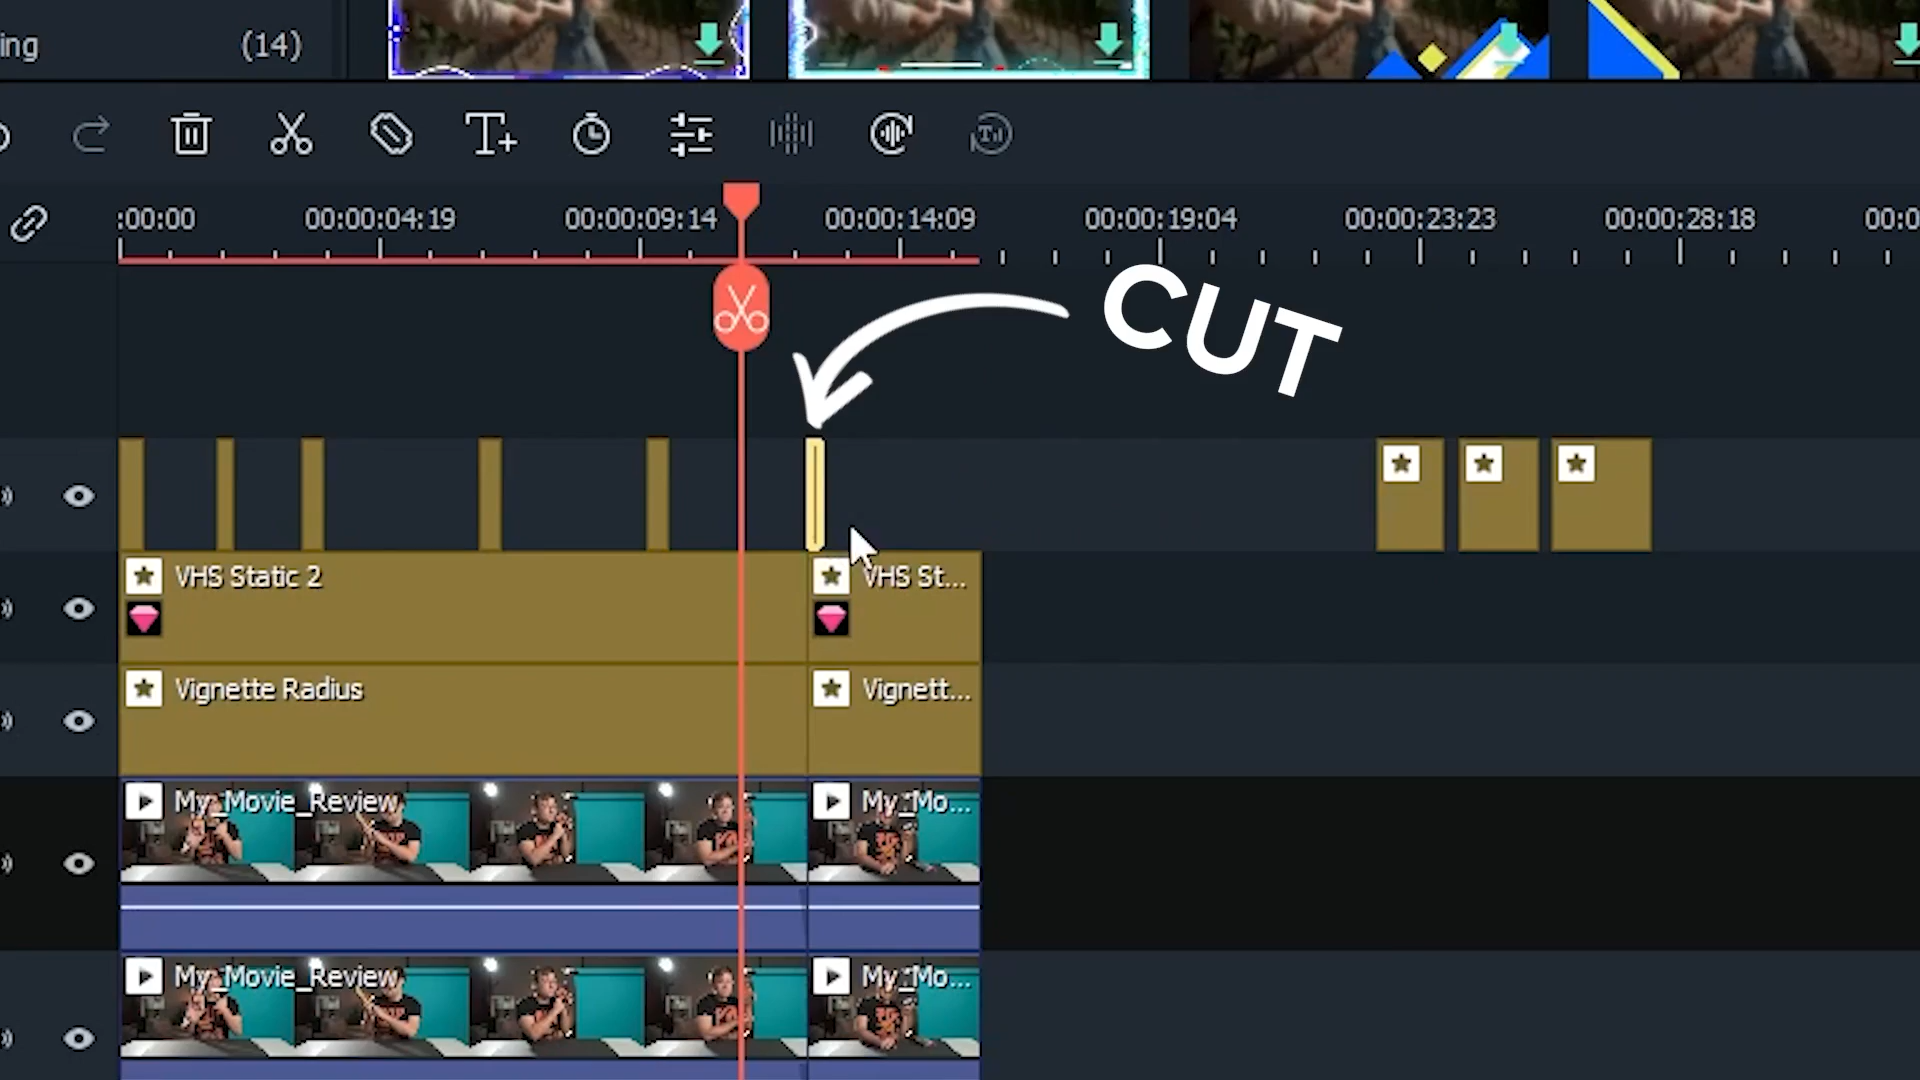 ing (14)
:00:00 00:00:04:19 00:00:09:14 00:00:14:09 00:00:19:04 00:00:23:23 00:00:28:18 00:0
CUT
VHS Static 2 VHS St...
Vignette Radius Vignett...
My_Movie_Review My_Mo...
My_Movie_Review My_Mo...